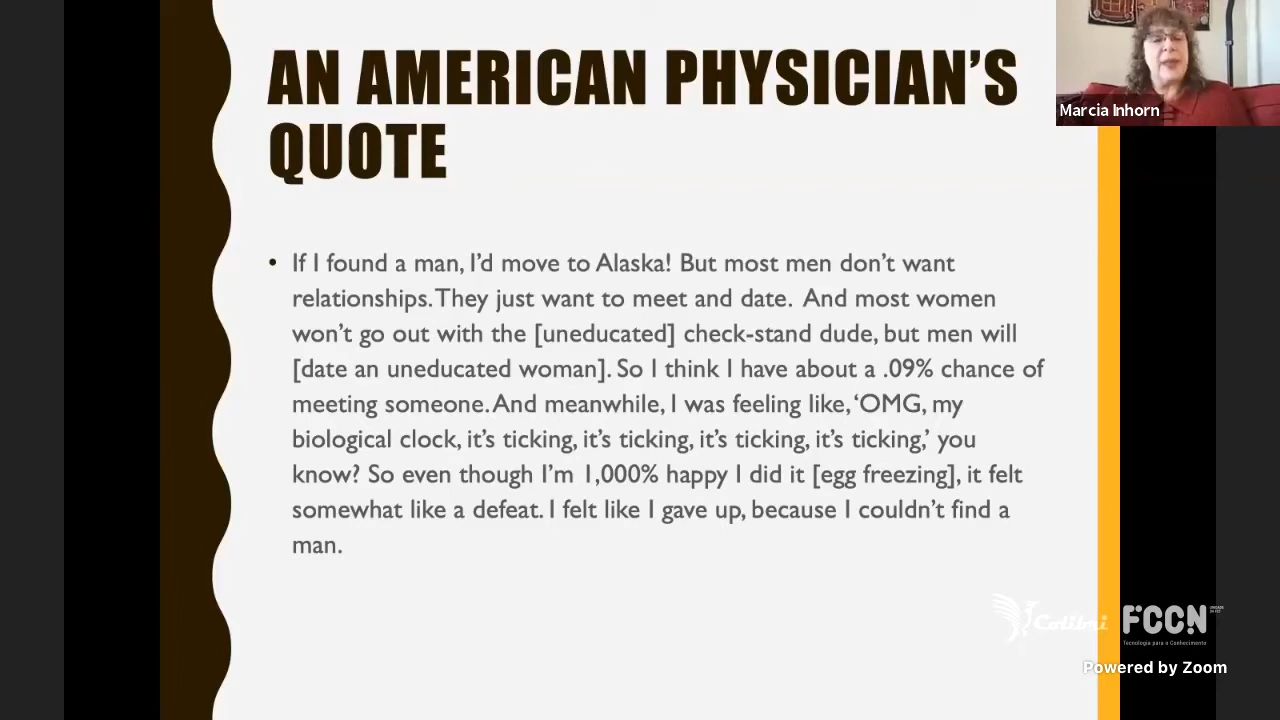 AN AMERICAN PHYSICIAN'S
QUOTE
Marcia Inhorn
• If I found a man, I'd move to Alaska! But most men don't want
relationships. They just want to meet and date. And most women
won't go out with the [uneducated] check-stand dude, but men will
[date an uneducated woman]. So I think I have about a .09% chance of
meeting someone. And meanwhile, I was feeling like, 'OMG, my
biological clock, it's ticking, it's ticking, it's ticking, it's ticking,' you
know? So even though I'm 1,000% happy I did it [egg freezing], it felt
somewhat like a defeat. I felt like I gave up, because I couldn't find a
man.
Colibri FCCN
Tecnologia para o Conhecimento
Powered by Zoom